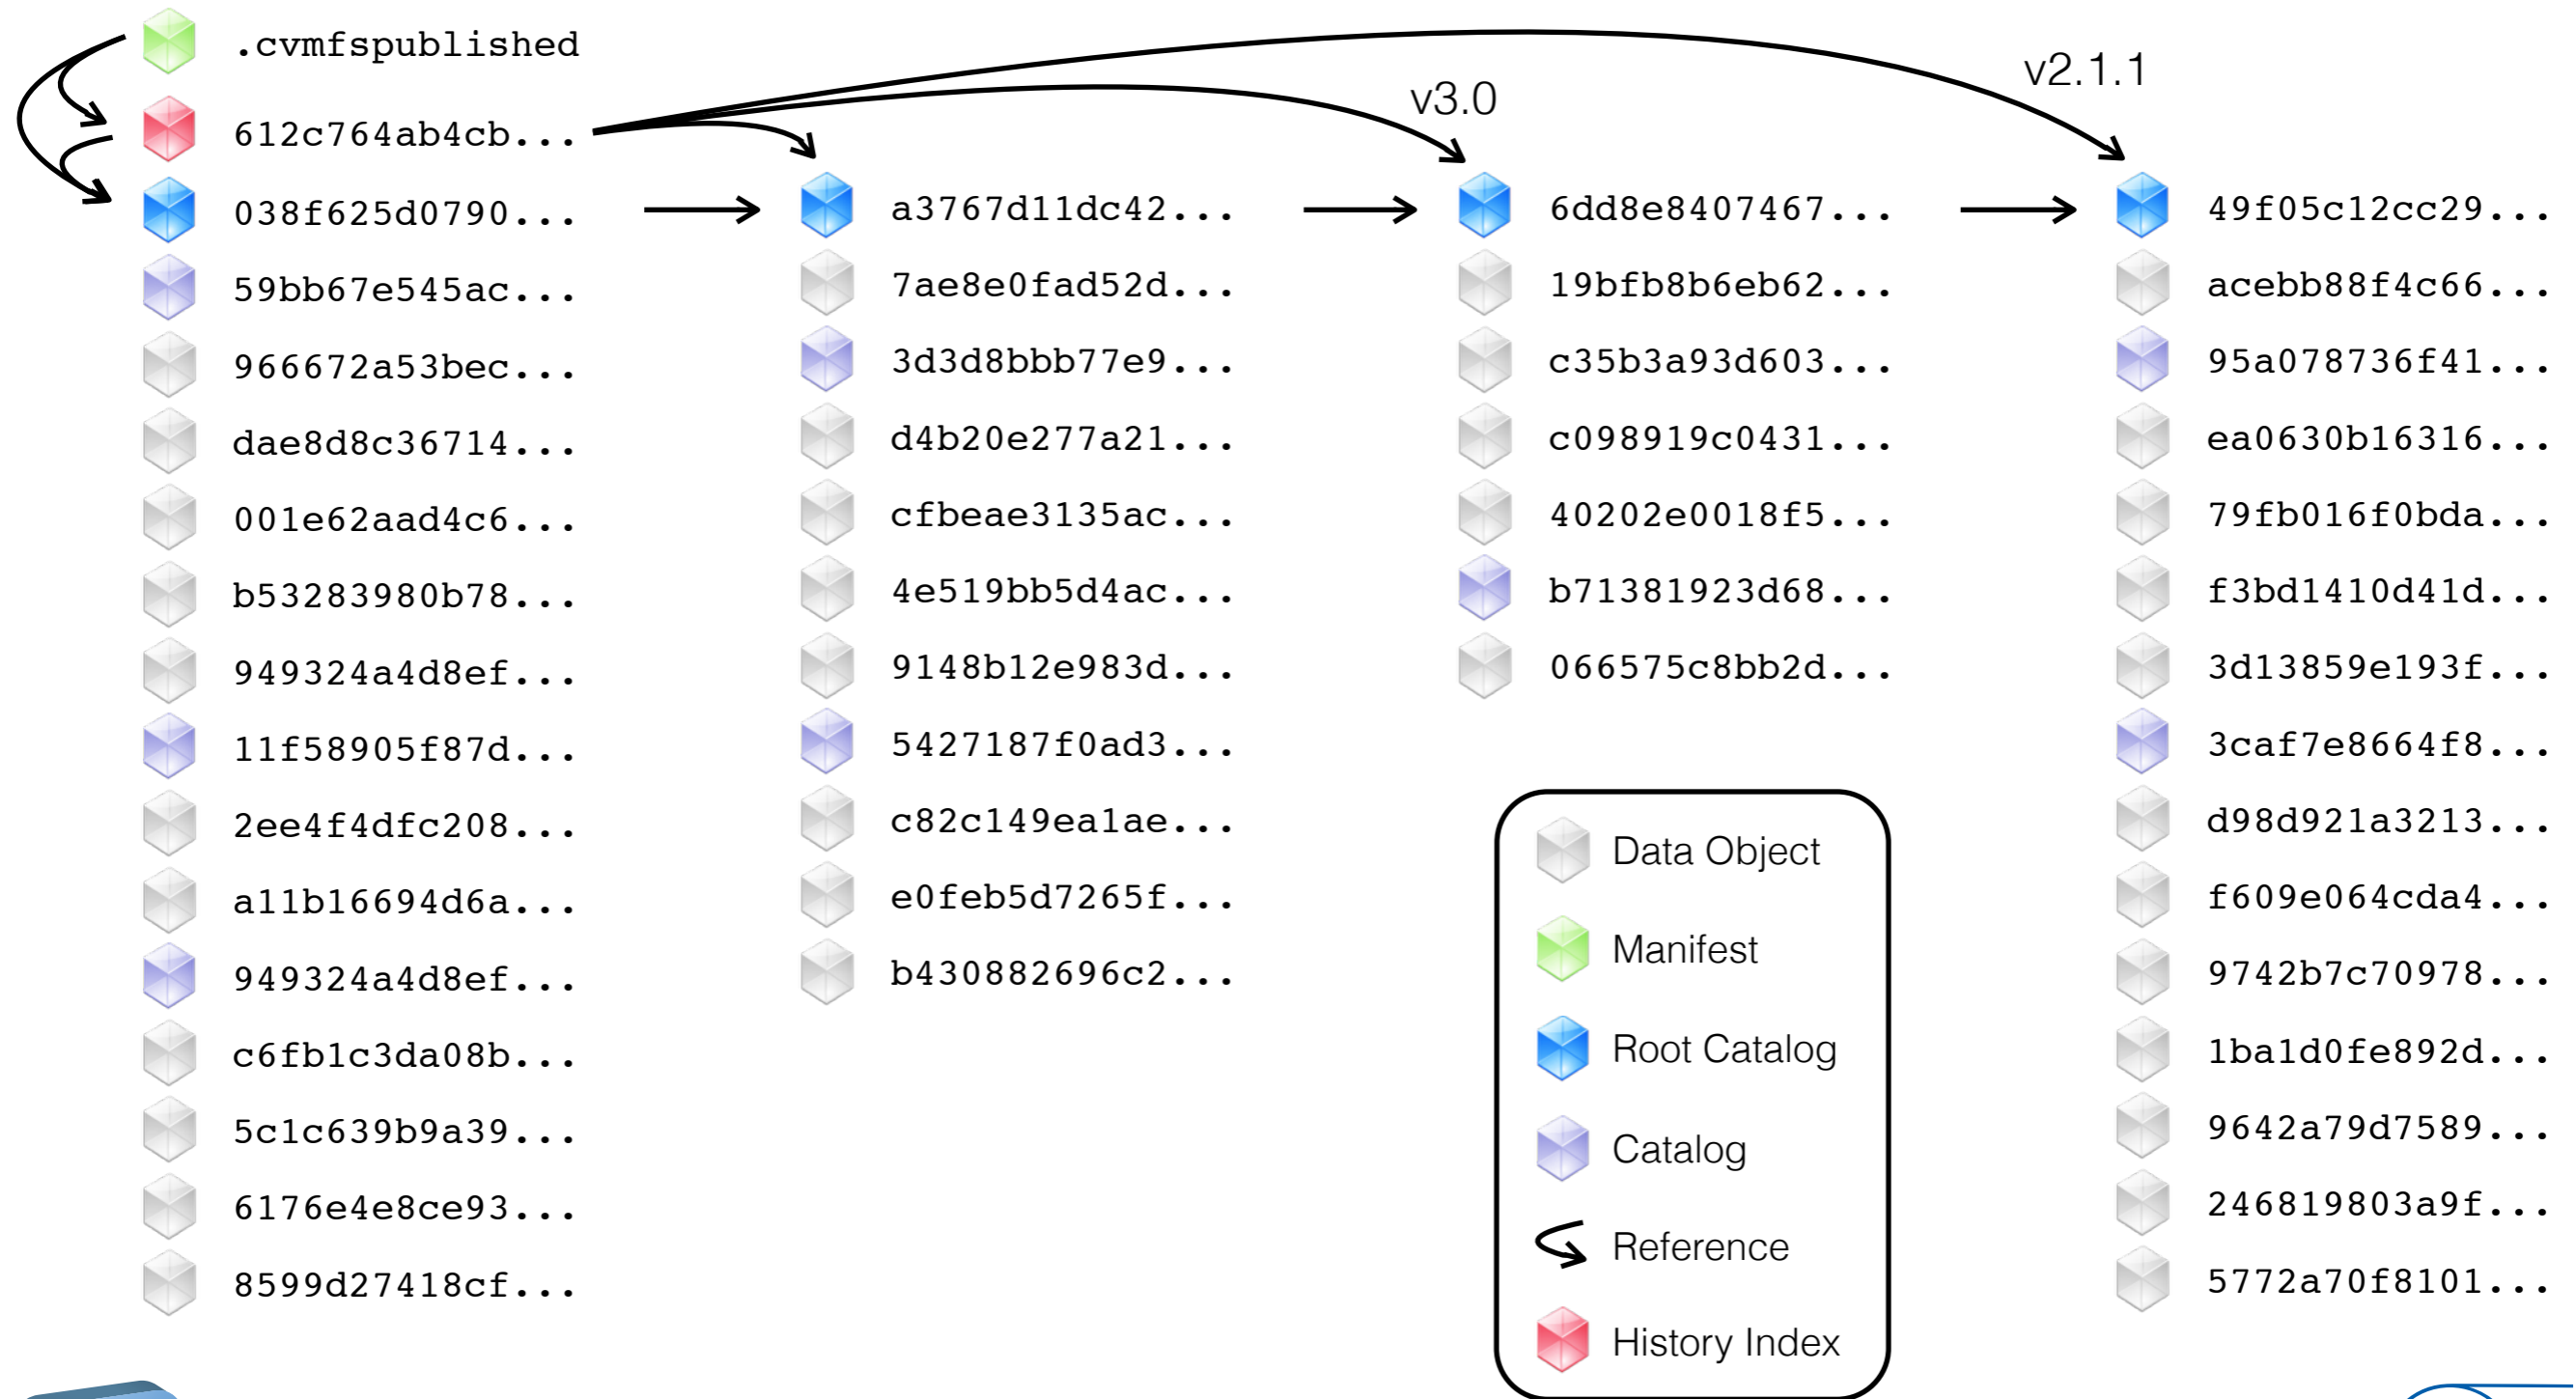 .cvmfspublished
612c764ab4cb...
038f625d0790...
59bb67e545ac...
966672a53bec...
dae8d8c36714...
001e62aad4c6...
b53283980b78...
949324a4d8ef...
11f58905f87d...
2ee4f4dfc208...
a11b16694d6a...
949324a4d8ef...
c6fb1c3da08b...
5c1c639b9a39...
6176e4e8ce93...
8599d27418cf...
a3767d11dc42...
7ae8e0fad52d...
3d3d8bbb77e9...
d4b20e277a21...
cfbeae3135ac...
4e519bb5d4ac...
9148b12e983d...
5427187f0ad3...
c82c149ea1ae...
e0feb5d7265f...
b430882696c2...
v3.0
6dd8e8407467...
19bfb8b6eb62...
c35b3a93d603...
c098919c0431...
40202e0018f5...
b71381923d68...
066575c8bb2d...
Data Object
Manifest
Root Catalog
Catalog
Reference
History Index
v2.1.1
49f05c12cc29...
acebb88f4c66...
95a078736f41...
ea0630b16316...
79fb016f0bda...
f3bd1410d41d...
3d13859e193f...
3caf7e8664f8...
d98d921a3213...
f609e064cda4...
9742b7c70978...
1ba1d0fe892d...
9642a79d7589...
246819803a9f...
5772a70f8101...